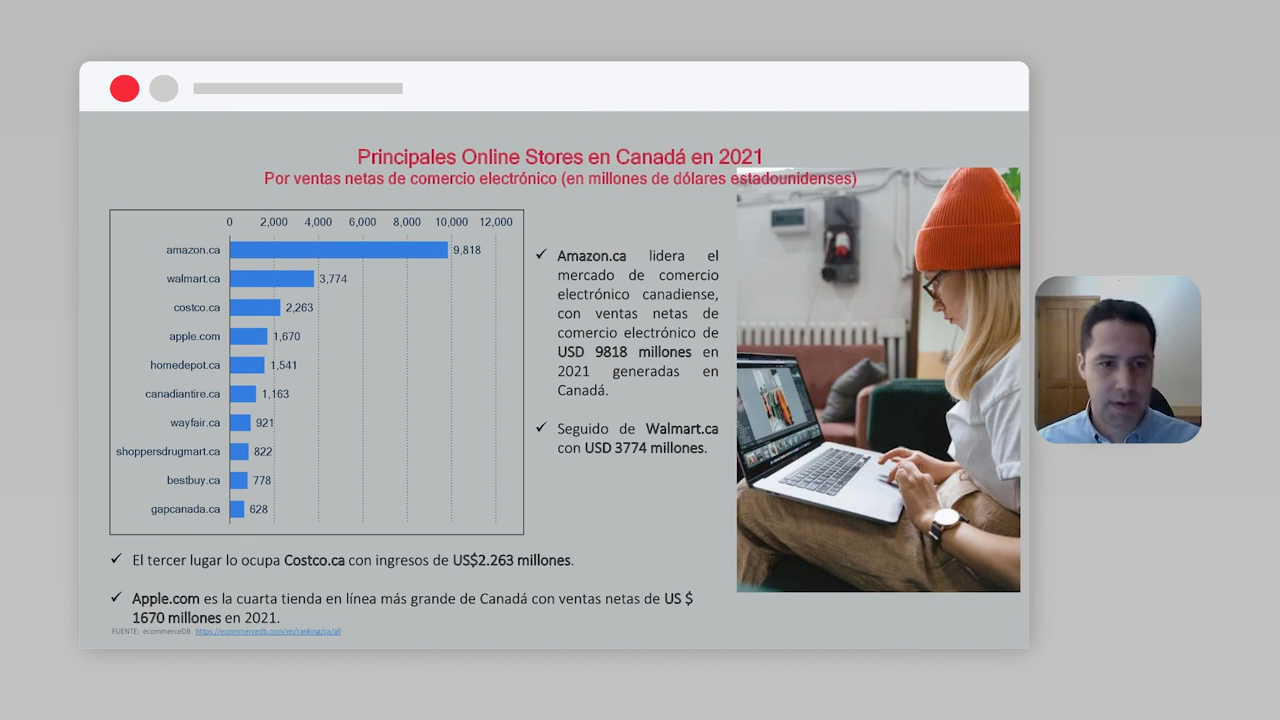 Principales Online Stores en Canadá en 2021
Por ventas netas de comercio electrónico (en millones de dólares estadounidenses)
0 2,000 4,000 6,000 8,000 10,000 12,000
amazon.ca 9,818
walmart.ca 3,774
costco.ca 2,263
apple.com 1,670
homedepot.ca 1,541
canadiantire.ca 1,163
wayfair.ca 921
shoppersdrugmart.ca 822
bestbuy.ca 778
gapcanada.ca 628
✓ Amazon.ca lidera el
mercado de comercio
electrónico canadiense,
con ventas netas de
comercio electrónico de
USD 9818 millones en
2021 generadas en
Canadá.
✓ Seguido de Walmart.ca
con USD 3774 millones.
✓ El tercer lugar lo ocupa Costco.ca con ingresos de US$2.263 millones.
✓ Apple.com es la cuarta tienda en línea más grande de Canadá con ventas netas de US $
1670 millones en 2021.
FUENTE: ecommerceDB https://ecommercedb.com/en/ranking/ca/all